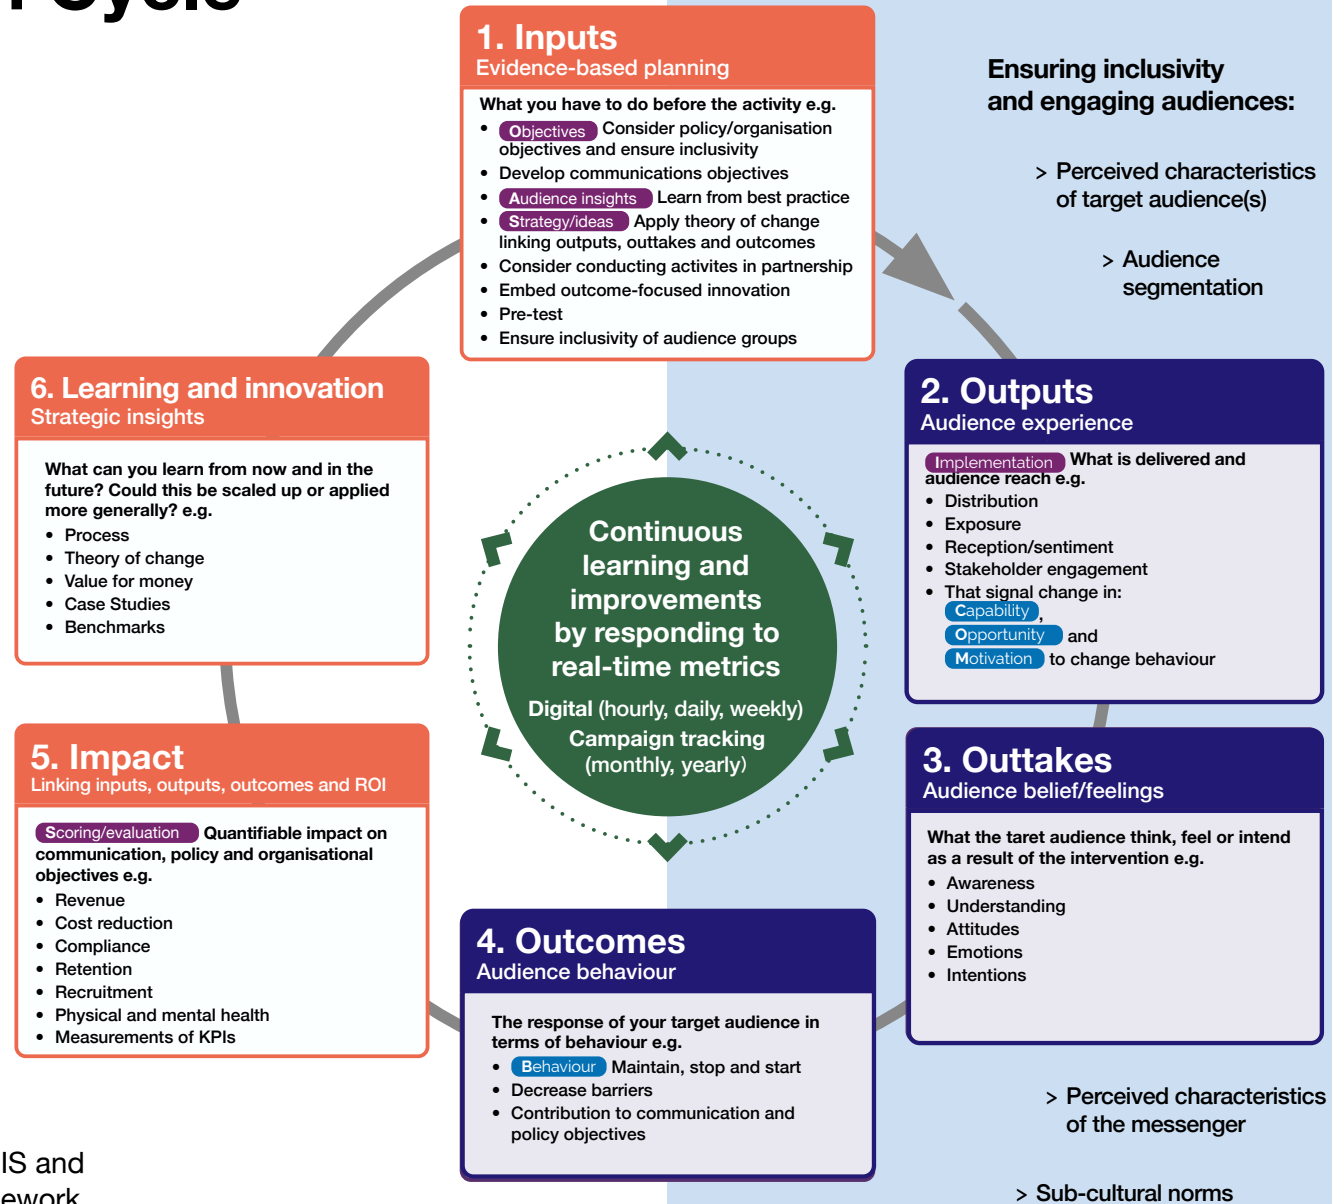 Cycle
1. Inputs
Evidence-based planning
What you have to do before the activity e.g.
• Objectives Consider policy/organisation
objectives and ensure inclusivity
• Develop communications objectives
• Audience insights Learn from best practice
• Strategy/ideas Apply theory of change
linking outputs, outtakes and outcomes
• Consider conducting activites in partnership
• Embed outcome-focused innovation
• Pre-test
• Ensure inclusivity of audience groups
Ensuring inclusivity
and engaging audiences:
> Perceived characteristics
of target audience(s)
> Audience
segmentation
2. Outputs
Audience experience
Implementation What is delivered and
audience reach e.g.
• Distribution
• Exposure
• Reception/sentiment
• Stakeholder engagement
• That signal change in:
Capability,
Opportunity and
Motivation to change behaviour
3. Outtakes
Audience belief/feelings
What the taret audience think, feel or intend
as a result of the intervention e.g.
• Awareness
• Understanding
• Attitudes
• Emotions
• Intentions
4. Outcomes
Audience behaviour
The response of your target audience in
terms of behaviour e.g.
• Behaviour Maintain, stop and start
• Decrease barriers
• Contribution to communication and
policy objectives
5. Impact
Linking inputs, outputs, outcomes and ROI
Scoring/evaluation Quantifiable impact on
communication, policy and organisational
objectives e.g.
• Revenue
• Cost reduction
• Compliance
• Retention
• Recruitment
• Physical and mental health
• Measurements of KPIs
6. Learning and innovation
Strategic insights
What can you learn from now and in the
future? Could this be scaled up or applied
more generally? e.g.
• Process
• Theory of change
• Value for money
• Case Studies
• Benchmarks
Continuous
learning and
improvements
by responding to
real-time metrics
Digital (hourly, daily, weekly)
Campaign tracking
(monthly, yearly)
> Perceived characteristics
of the messenger
> Sub-cultural norms
IS and
ework